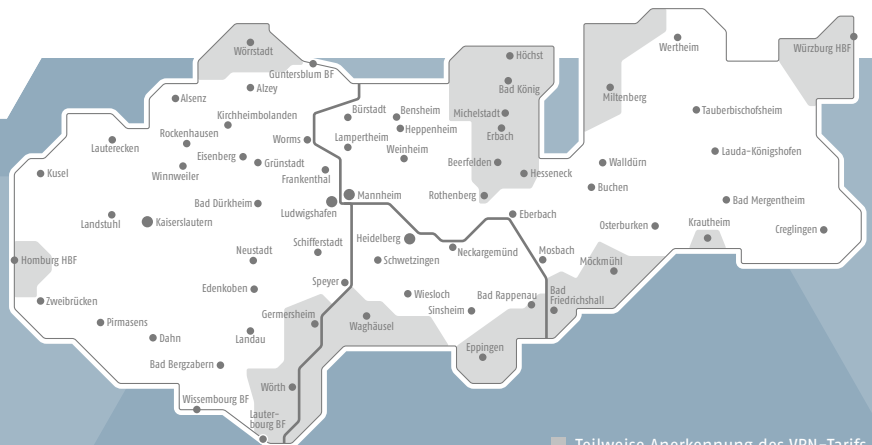 Wörrstadt
Guntersblum BF
Alzey
Alsenz
Kirchheimbolanden
Rockenhausen
Worms
Lauterecken
Eisenberg
Grünstadt
Winnweiler
Frankenthal
Kusel
Bad Dürkheim
Ludwigshafen
Mannheim
Landstuhl
Kaiserslautern
Schifferstadt
Neustadt
Homburg HBF
Speyer
Edenkoben
Zweibrücken
Germersheim
Pirmasens
Dahn
Landau
Bad Bergzabern
Wörth
Wissembourg BF
Lauter-
bourg BF
Bürstadt
Bensheim
Heppenheim
Lampertheim
Weinheim
Höchst
Bad König
Michelstadt
Erbach
Beerfelden
Hesseneck
Rothenberg
Eberbach
Heidelberg
Neckargemünd
Schwetzingen
Mosbach
Wiesloch
Sinsheim
Bad Rappenau
Bad
Friedrichshall
Waghäusel
Eppingen
Wertheim
Würzburg HBF
Miltenberg
Tauberbischofsheim
Walldürn
Lauda-Königshofen
Buchen
Bad Mergentheim
Osterburken
Krautheim
Creglingen
Möckmühl
Teilweise Anerkennung des VRN-Tarifs